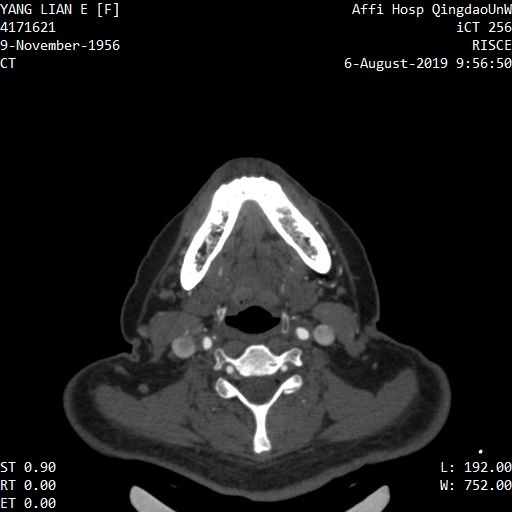 YANG LIAN E [F]
4171621
9-November-1956
CT
Affi Hosp QingdaoUnW
iCT 256
RISCE
6-August-2019 9:56:50
ST 0.90
RT 0.00
ET 0.00
L: 192.00
W: 752.00